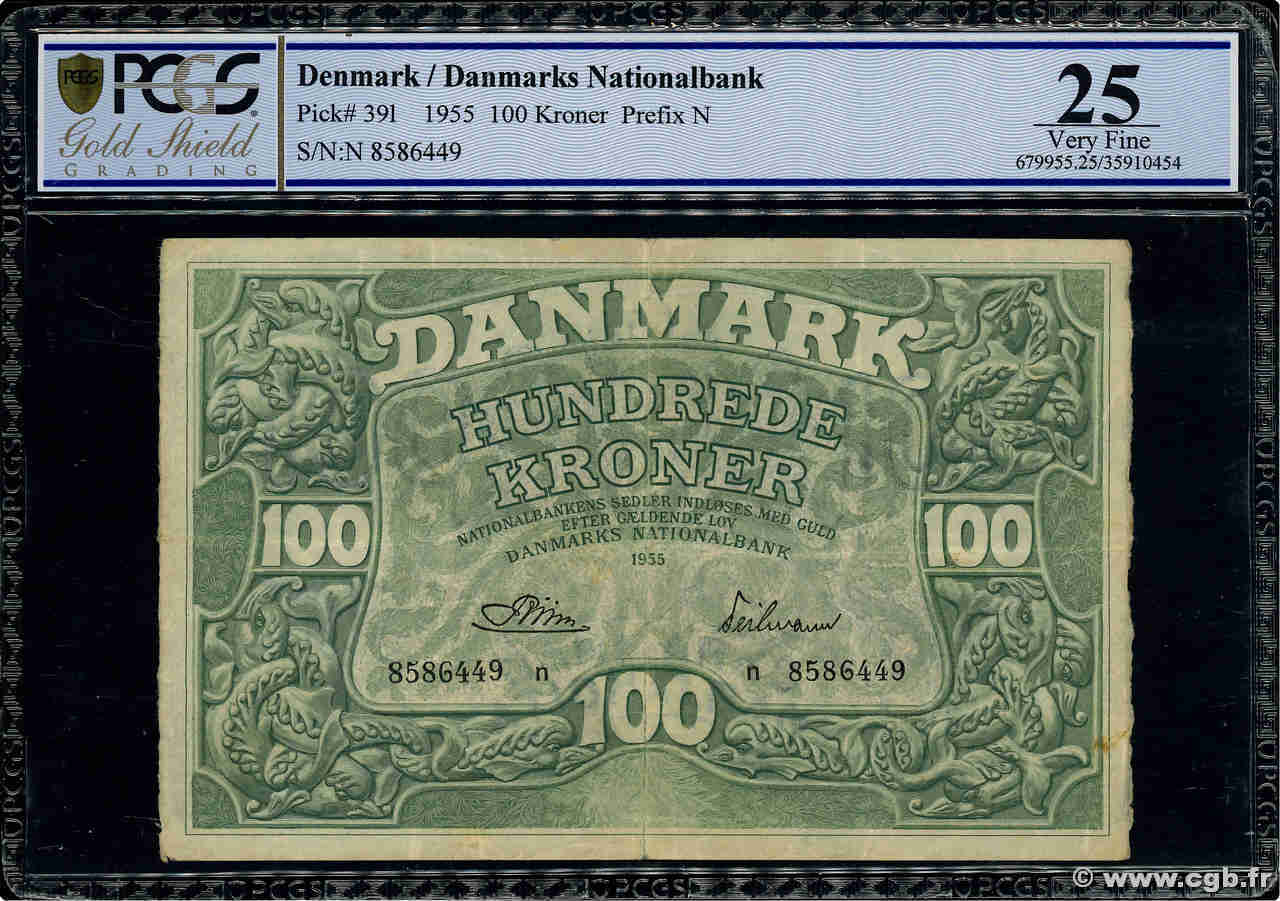 PCGS
PCGS
Gold Shield
GRADING
Denmark / Danmarks Nationalbank
Pick# 39l 1955 100 Kroner Prefix N
S/N:N 8586449
25
Very Fine
679955.25/35910454
DANMARK
HUNDREDE
KRONER
NATIONALBANKENS SEDLER INDLØSES MED GULD
EFTER GÆLDENDE LOV
DANMARKS NATIONALBANK
1955
100
100
8586449 n
n 8586449
100
© www.cgb.fr